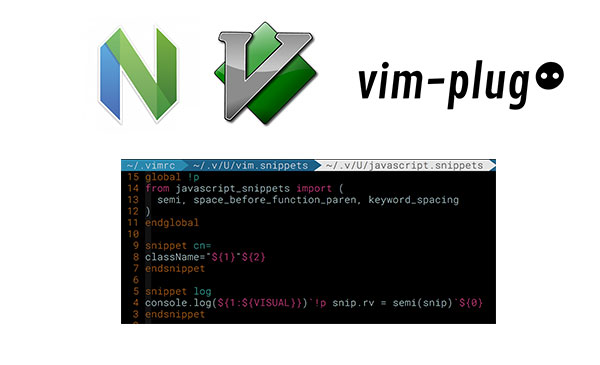 vim-plug
~/.vimrc ~/.v/U/vim.snippets ~/.v/U/javascript.snippets
15 global !p
14 from javascript_snippets import (
13   semi, space_before_function_paren, keyword_spacing
12 )
11 endglobal
10
9 snippet cn=
8 className="${1}"${2}
7 endsnippet
6
5 snippet log
4 console.log(${1:${VISUAL}})`!p snip.rv = semi(snip)`${0}
3 endsnippet